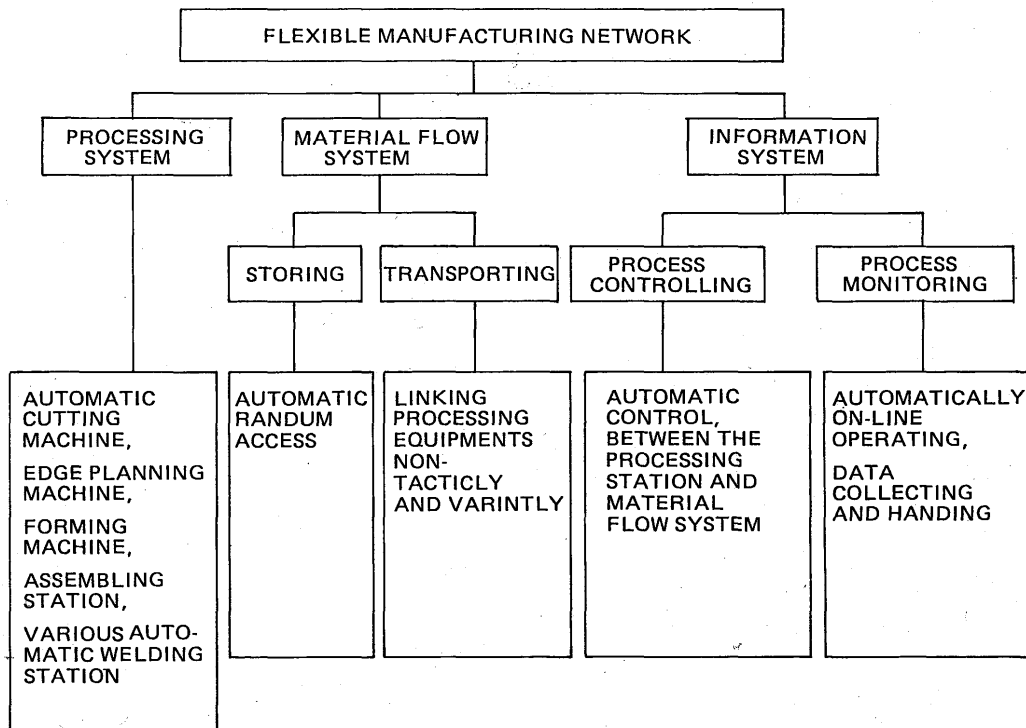 FLEXIBLE MANUFACTURING NETWORK
PROCESSING
SYSTEM
MATERIAL FLOW
SYSTEM
INFORMATION
SYSTEM
STORING
TRANSPORTING
PROCESS
CONTROLLING
PROCESS
MONITORING
AUTOMATIC
CUTTING
MACHINE,
EDGE PLANNING
MACHINE,
FORMING
MACHINE,
ASSEMBLING
STATION,
VARIOUS AUTO-
MATIC WELDING
STATION
AUTOMATIC
RANDUM
ACCESS
LINKING
PROCESSING
EQUIPMENTS
NON-
TACTICLY
AND VARINTLY
AUTOMATIC
CONTROL,
BETWEEN THE
PROCESSING
STATION AND
MATERIAL
FLOW SYSTEM
AUTOMATICALLY
ON-LINE
OPERATING,
DATA
COLLECTING
AND HANDING